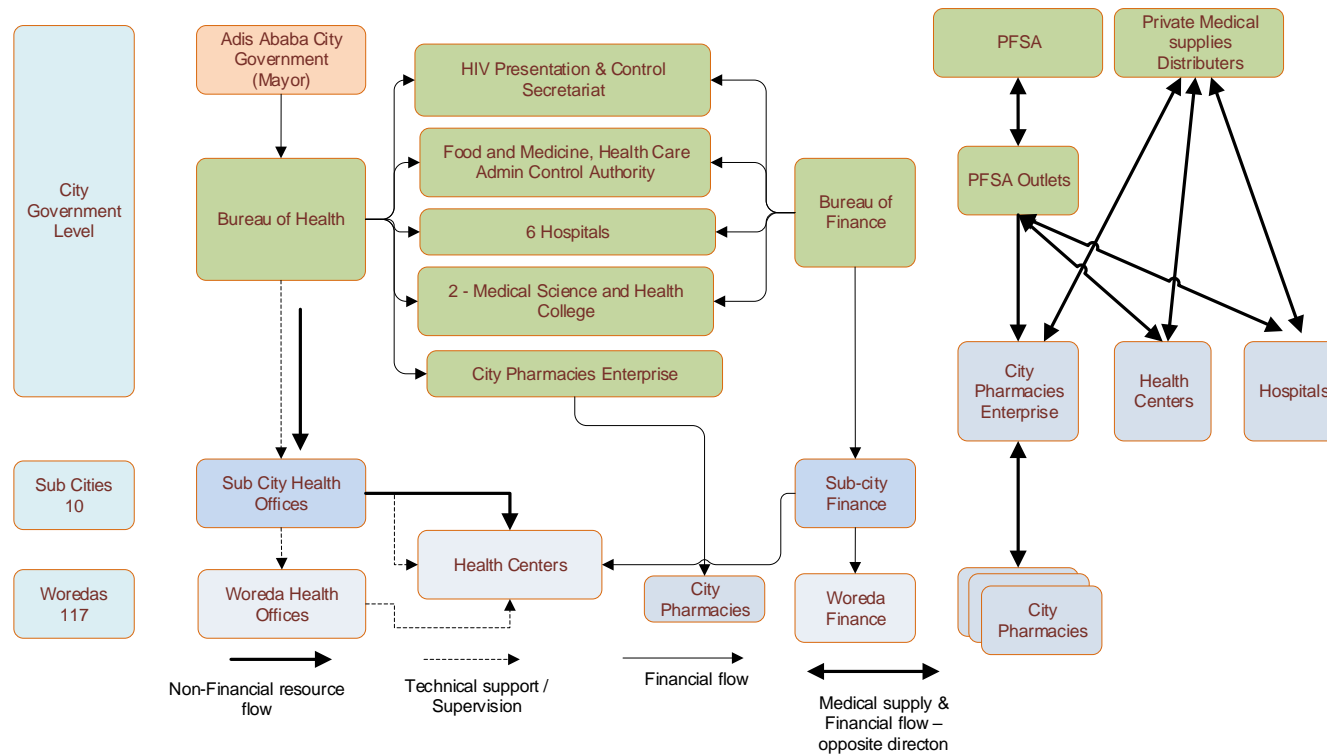 City
Government
Level
Sub Cities
10
Woredas
117
Adis Ababa City
Government
(Mayor)
Bureau of Health
Sub City Health
Offices
Woreda Health
Offices
HIV Presentation & Control
Secretariat
Food and Medicine, Health Care
Admin Control Authority
6 Hospitals
2 - Medical Science and Health
College
City Pharmacies Enterprise
Health Centers
City
Pharmacies
Bureau of
Finance
Sub-city
Finance
Woreda
Finance
PFSA
Private Medical
supplies
Distributers
PFSA Outlets
City
Pharmacies
Enterprise
Health
Centers
Hospitals
City
Pharmacies
Non-Financial resource
flow
Technical support /
Supervision
Financial flow
Medical supply &
Financial flow –
opposite directon